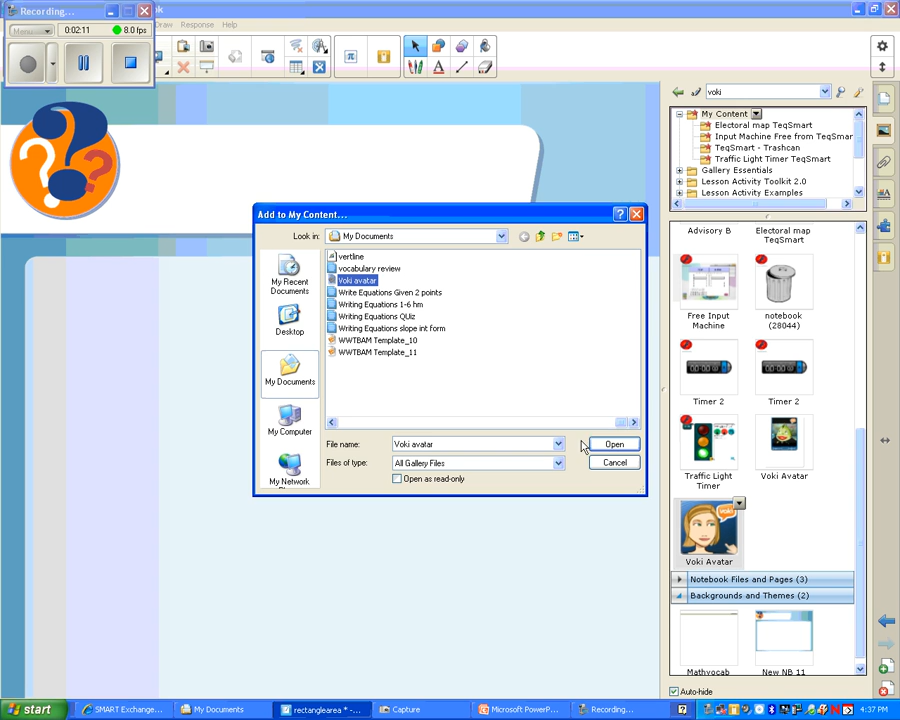 Recording...
nk
Menu
0:02:11
8.0 fps
Draw
Response
Help
voki
My Content
Electoral map TeqSmart
Input Machine Free from TeqSmar
TeqSmart - Trashcan
Traffic Light Timer TeqSmart
Gallery Essentials
Lesson Activity Toolkit 2.0
Lesson Activity Examples
Advisory B
Electoral map TeqSmart
Free Input Machine
notebook (28044)
Timer 2
Timer 2
Traffic Light Timer
Voki Avatar
voki
Voki Avatar
Notebook Files and Pages (3)
Backgrounds and Themes (2)
Mathvocab
New NB 11
Auto-hide
Add to My Content...
Look in:
My Documents
My Recent Documents
Desktop
My Documents
My Computer
My Network
vertline
vocabulary review
Voki avatar
Write Equations Given 2 points
Writing Equations 1-6 hm
Writing Equations QUiz
Writing Equations slope int form
WWTBAM Template_10
WWTBAM Template_11
File name:
Voki avatar
Open
Files of type:
All Gallery Files
Cancel
Open as read-only
start
SMART Exchange...
My Documents
rectanglearea * -...
Capture
Microsoft PowerP...
Recording...
4:37 PM